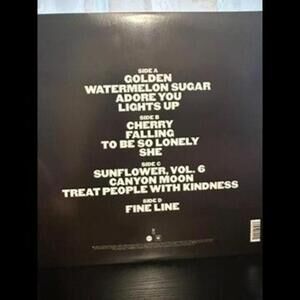 SIDE A
GOLDEN
WATERMELON SUGAR
ADORE YOU
LIGHTS UP
SIDE B
CHERRY
FALLING
TO BE SO LONELY
SHE
SIDE C
SUNFLOWER, VOL. 6
CANYON MOON
TREAT PEOPLE WITH KINDNESS
SIDE D
FINE LINE